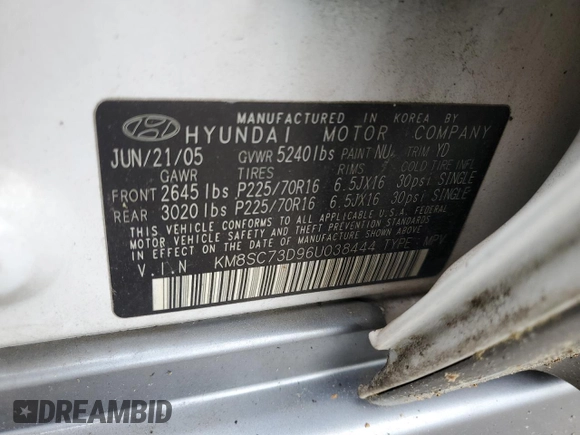 MANUFACTURED IN KOREA BY
HYUNDAI MOTOR COMPANY
JUN/21/05 GVWR 5240lbs PAINT:NU TRIM:YD
GAWR TIRES RIMS COLD TIRE INFL
FRONT 2645 lbs P225/70R16 6.5JX16 30psi SINGLE
REAR 3020 lbs P225/70R16 6.5JX16 30psi SINGLE
THIS VEHICLE CONFORMS TO ALL APPLICABLE U.S.A. FEDERAL
MOTOR VEHICLE SAFETY AND BUMPER STANDARDS
IN EFFECT ON THE DATE OF MANUFACTURE SHOWN ABOVE.
V.I.N KM8SC73D96U038444 TYPE: MPV
DREAMBID